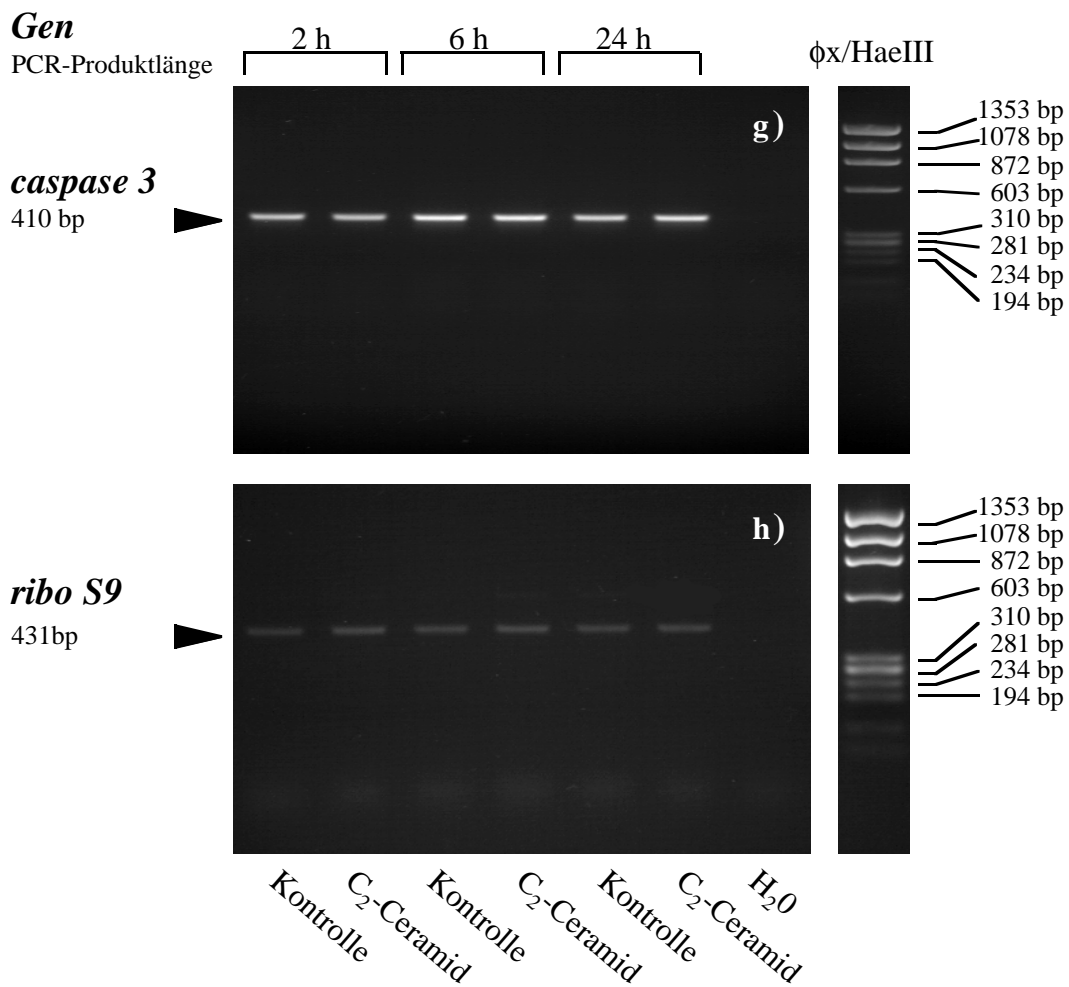 Gen
PCR-Produktlänge
2 h
6 h
24 h
ϕx/HaeIII
g)
caspase 3
410 bp
1353 bp
1078 bp
872 bp
603 bp
310 bp
281 bp
234 bp
194 bp
h)
ribo S9
431bp
1353 bp
1078 bp
872 bp
603 bp
310 bp
281 bp
234 bp
194 bp
Kontrolle
C₂-Ceramid
Kontrolle
C₂-Ceramid
Kontrolle
C₂-Ceramid
H₂0